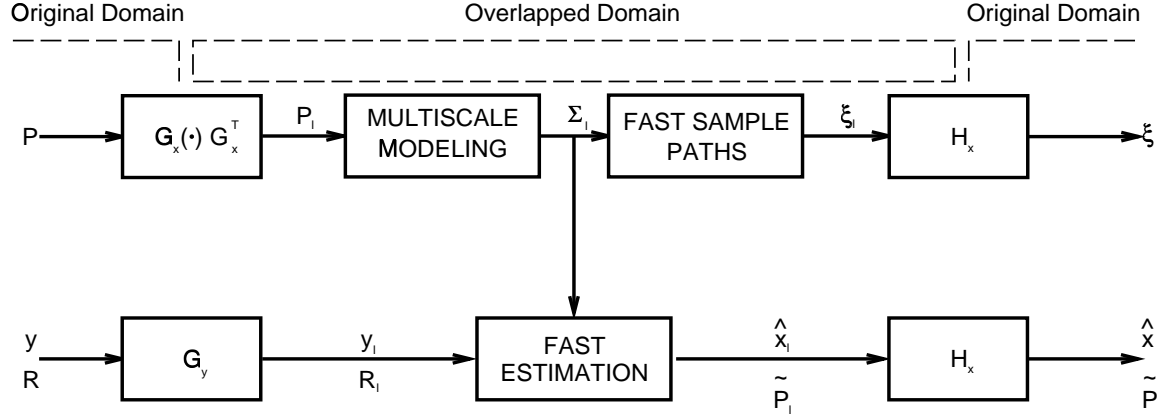 Original Domain
Overlapped Domain
Original Domain
P
G_x(·) G_x^T
P_l
MULTISCALE
MODELING
Σ_l
FAST SAMPLE
PATHS
ξ_l
H_x
ξ
y
R
G_y
y_l
R_l
FAST
ESTIMATION
x̂_l
P̃_l
H_x
x̂
P̃